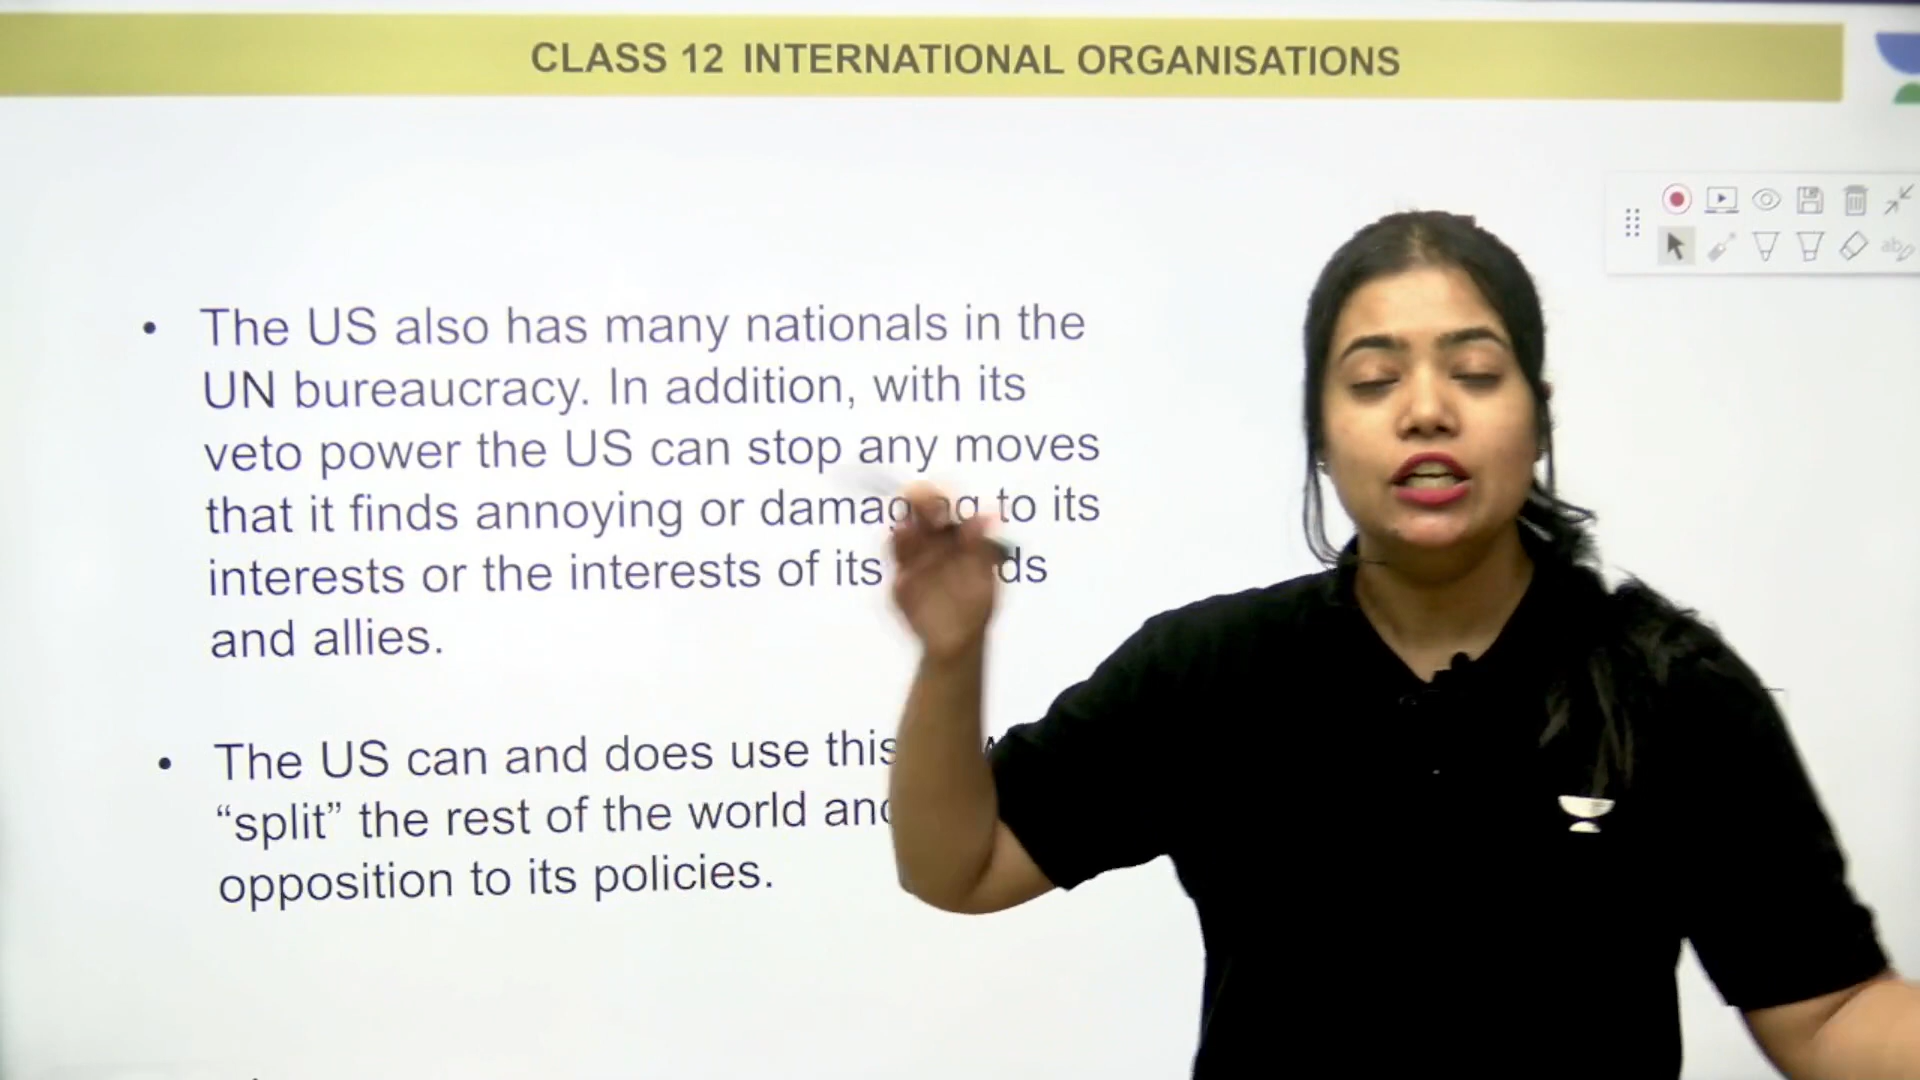 CLASS 12 INTERNATIONAL ORGANISATIONS
• The US also has many nationals in the
UN bureaucracy. In addition, with its
veto power the US can stop any moves
that it finds annoying or damaging to its
interests or the interests of its
and allies.
• The US can and does use this
“split” the rest of the world and
opposition to its policies.